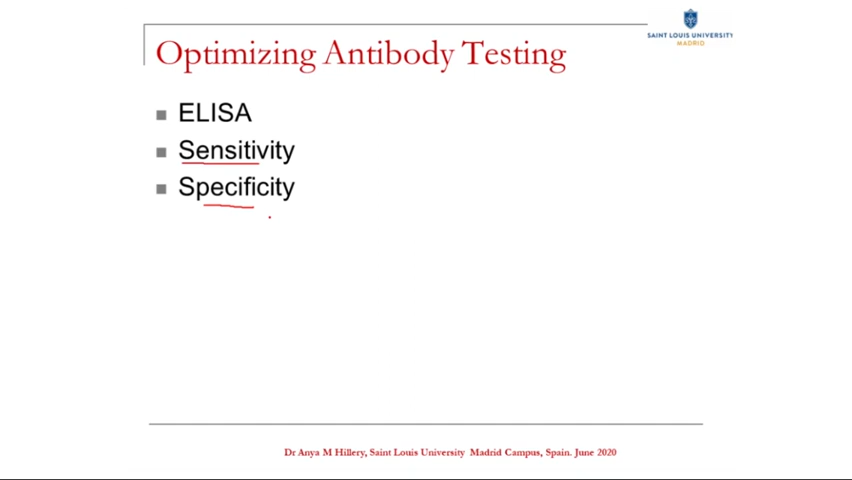 SAINT LOUIS UNIVERSITY
MADRID
Optimizing Antibody Testing
ELISA
Sensitivity
Specificity
Dr Anya M Hillery, Saint Louis University Madrid Campus, Spain. June 2020